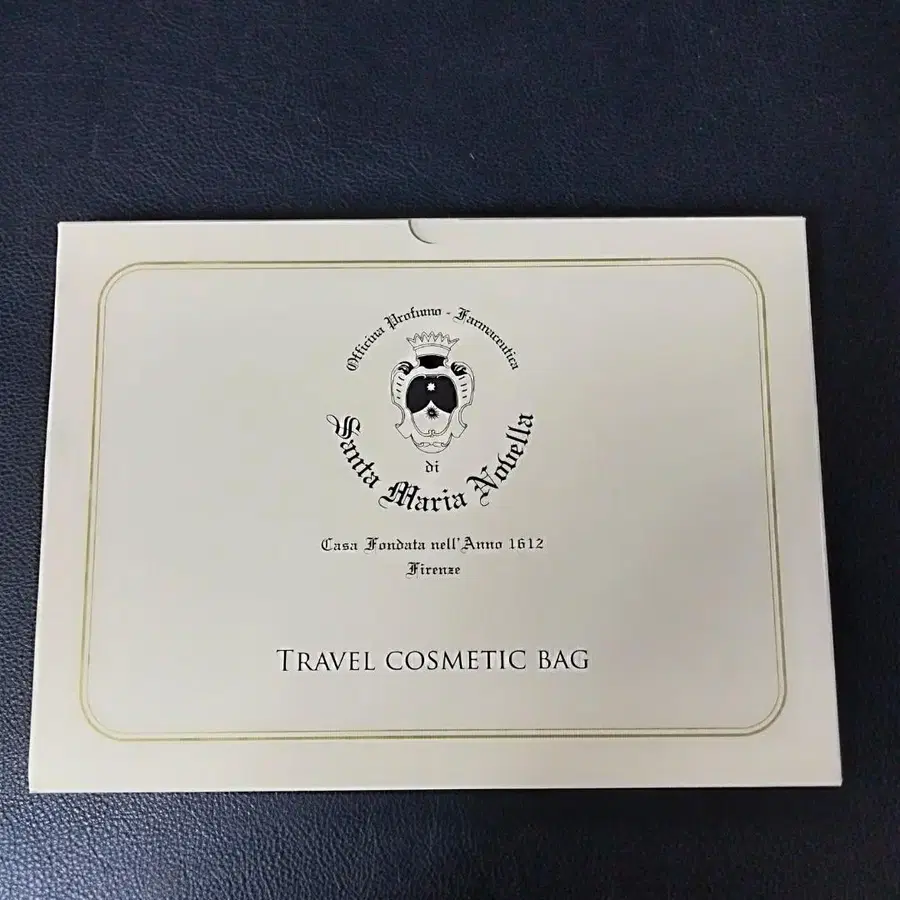 Officina Profumo - Farmaceutica
di
Santa Maria Novella
Casa Fondata nell'Anno 1612
Firenze
TRAVEL COSMETIC BAG